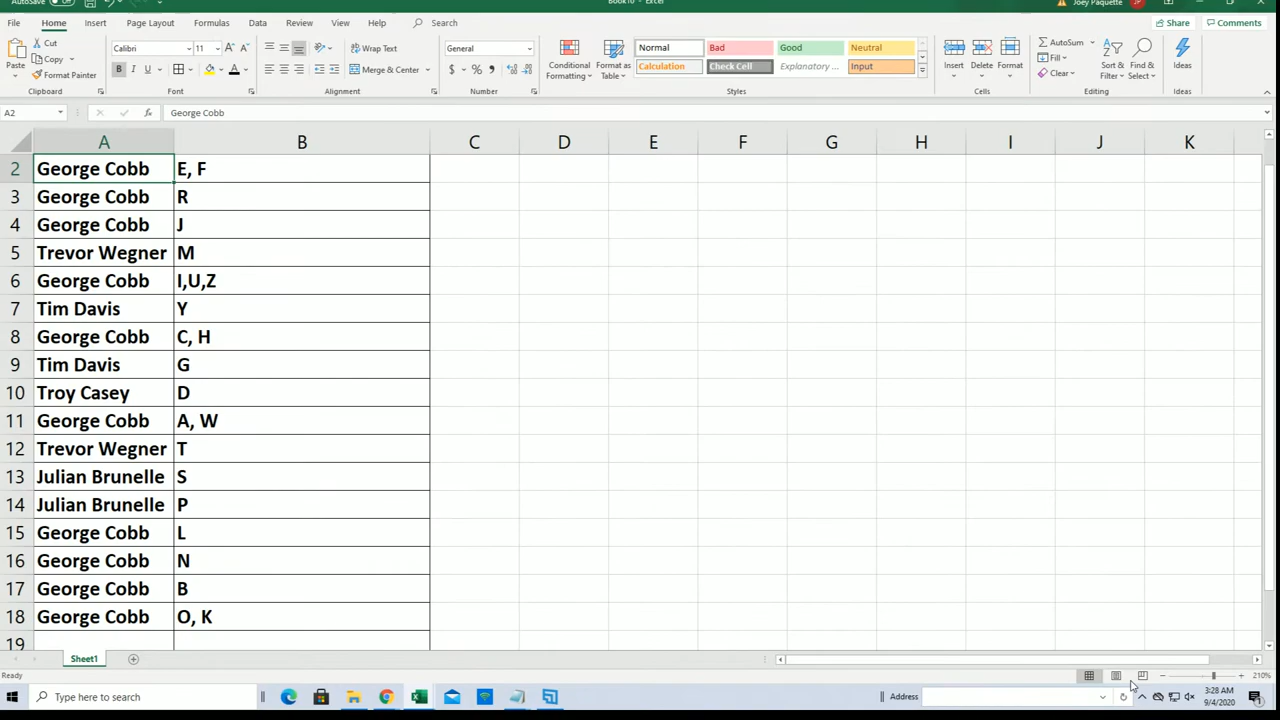 AutoSave Off Book10 - Excel Joey Paquette JP
File Home Insert Page Layout Formulas Data Review View Help Search Share Comments
Paste Cut Copy Format Painter Clipboard
Calibri 11 B I U A A Font
Wrap Text Merge & Center Alignment
General $ % , Number
Conditional Formatting Format as Table
Normal Bad Good Neutral
Calculation Check Cell Explanatory ... Input
Styles
Insert Delete Format Cells
AutoSum Fill Clear Sort & Filter Find & Select Editing
Ideas Ideas
A2 fx George Cobb
A B C D E F G H I J K
2 George Cobb E, F
3 George Cobb R
4 George Cobb J
5 Trevor Wegner M
6 George Cobb I,U,Z
7 Tim Davis Y
8 George Cobb C, H
9 Tim Davis G
10 Troy Casey D
11 George Cobb A, W
12 Trevor Wegner T
13 Julian Brunelle S
14 Julian Brunelle P
15 George Cobb L
16 George Cobb N
17 George Cobb B
18 George Cobb O, K
19
Sheet1
Ready 210%
Type here to search Address 3:28 AM
9/4/2020